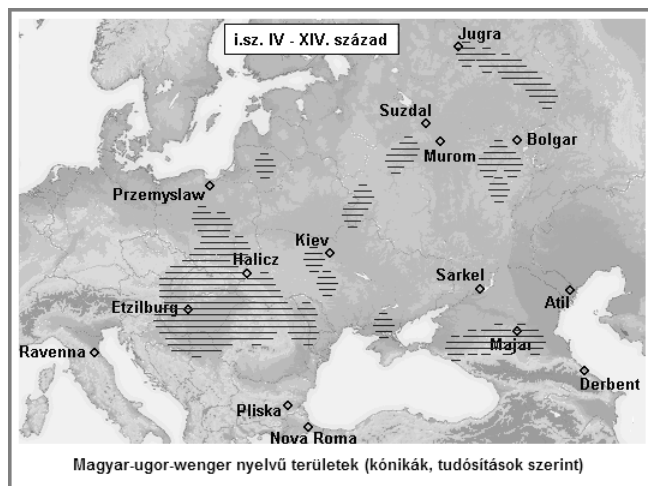 i.sz. IV - XIV. század
Jugra
Suzdal
Murom
Bolgar
Przemyslaw
Kiev
Halicz
Sarkel
Atil
Etzilburg
Majar
Ravenna
Derbent
Pliska
Nova Roma
Magyar-ugor-wenger nyelvű területek (kónikák, tudósítások szerint)